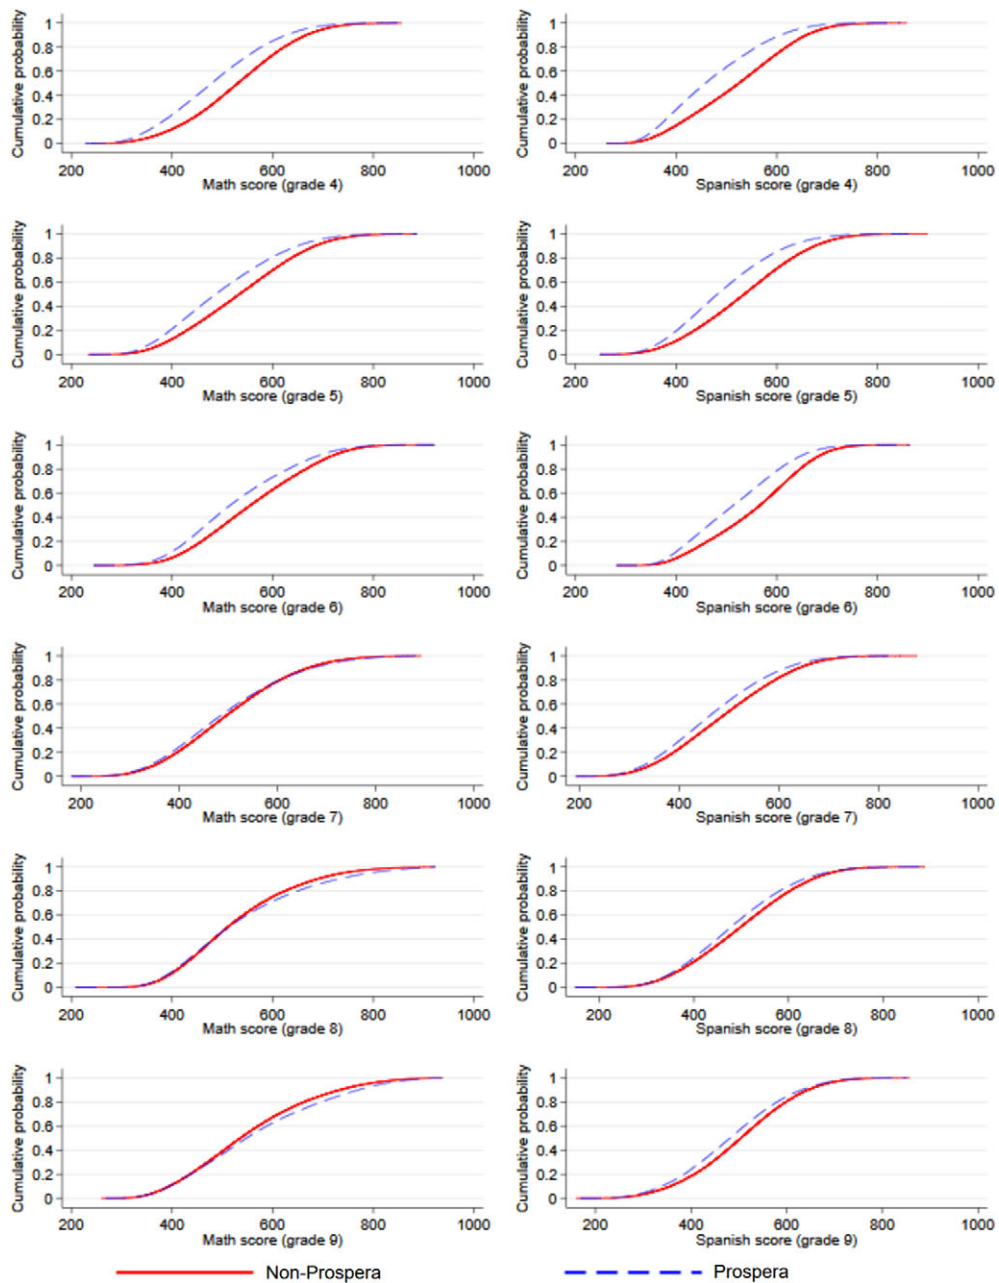 Cumulative probability
1
0.8
0.6
0.4
0.2
0
200 400 600 800 1000
Math score (grade 4)
Cumulative probability
1
0.8
0.6
0.4
0.2
0
200 400 600 800 1000
Spanish score (grade 4)
Cumulative probability
1
0.8
0.6
0.4
0.2
0
200 400 600 800 1000
Math score (grade 5)
Cumulative probability
1
0.8
0.6
0.4
0.2
0
200 400 600 800 1000
Spanish score (grade 5)
Cumulative probability
1
0.8
0.6
0.4
0.2
0
200 400 600 800 1000
Math score (grade 6)
Cumulative probability
1
0.8
0.6
0.4
0.2
0
200 400 600 800 1000
Spanish score (grade 6)
Cumulative probability
1
0.8
0.6
0.4
0.2
0
200 400 600 800 1000
Math score (grade 7)
Cumulative probability
1
0.8
0.6
0.4
0.2
0
200 400 600 800 1000
Spanish score (grade 7)
Cumulative probability
1
0.8
0.6
0.4
0.2
0
200 400 600 800 1000
Math score (grade 8)
Cumulative probability
1
0.8
0.6
0.4
0.2
0
200 400 600 800 1000
Spanish score (grade 8)
Cumulative probability
1
0.8
0.6
0.4
0.2
0
200 400 600 800 1000
Math score (grade 9)
Cumulative probability
1
0.8
0.6
0.4
0.2
0
200 400 600 800 1000
Spanish score (grade 9)
Non-Prospera Prospera